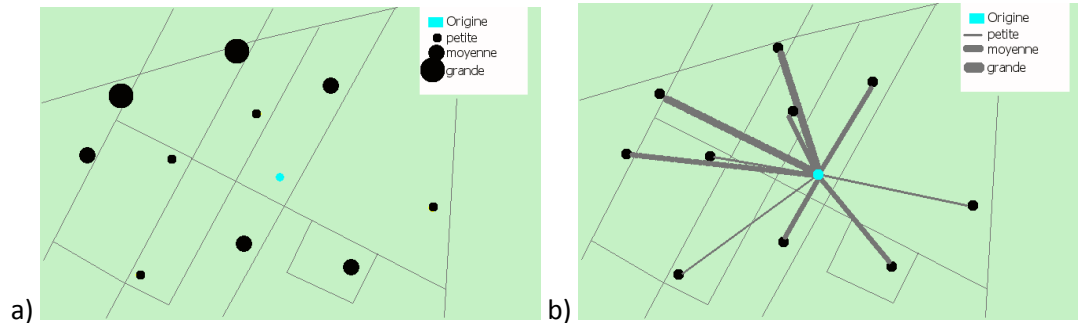 Origine
petite
moyenne
grande
a)
Origine
petite
moyenne
grande
b)